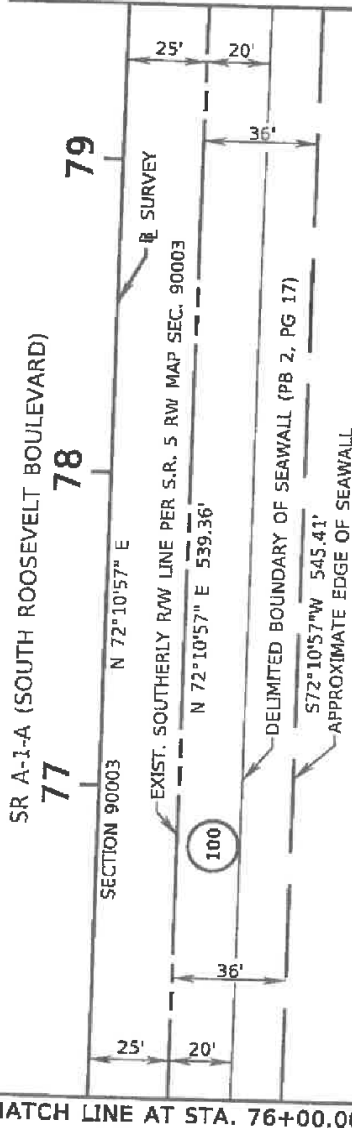 SR A-1-A (SOUTH ROOSEVELT BOULEVARD)
77
78
79
SECTION 90003
N 72°10'57" E
℄ SURVEY
25'
20'
36'
EXIST. SOUTHERLY R/W LINE PER S.R. 5 RW MAP SEC. 90003
N 72°10'57" E 539.36'
100
DELIMITED BOUNDARY OF SEAWALL (PB 2, PG 17)
S72°10'57"W 545.41'
APPROXIMATE EDGE OF SEAWALL
36'
25'
20'
MATCH LINE AT STA. 76+00.00